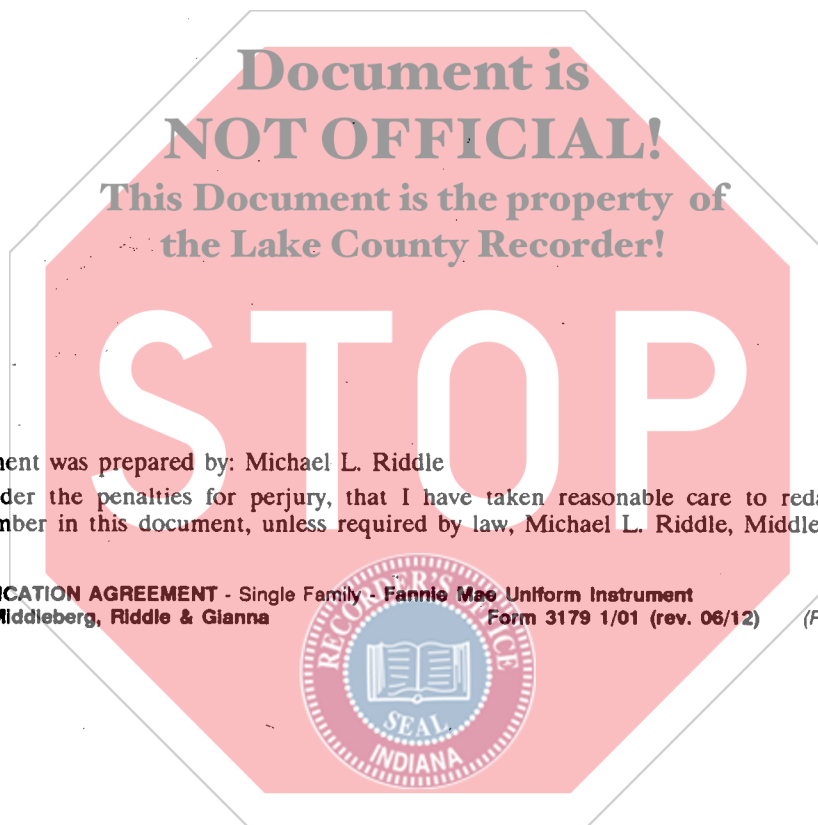 Document is
NOT OFFICIAL!
This Document is the property of
the Lake County Recorder!
STOP
nent was prepared by: Michael L. Riddle
der the penalties for perjury, that I have taken reasonable care to reda
mber in this document, unless required by law, Michael L. Riddle, Middle
ICATION AGREEMENT - Single Family - Fannie Mae Uniform Instrument
Middleberg, Riddle & Gianna Form 3179 1/01 (rev. 06/12) (P
RECORDER'S OFFICE
SEAL
INDIANA